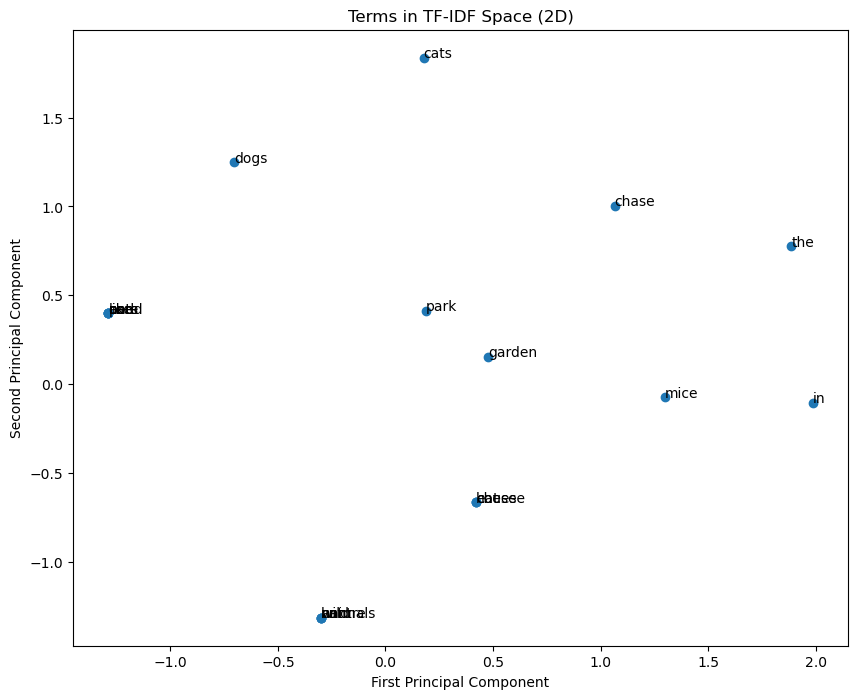 Terms in TF-IDF Space (2D)
cats
1.5
dogs
chase
1.0
the
0.5
park
garden
0.0
mice
in
−0.5
−1.0
−1.0
−0.5
0.0
0.5
1.0
1.5
2.0
First Principal Component
Second Principal Component